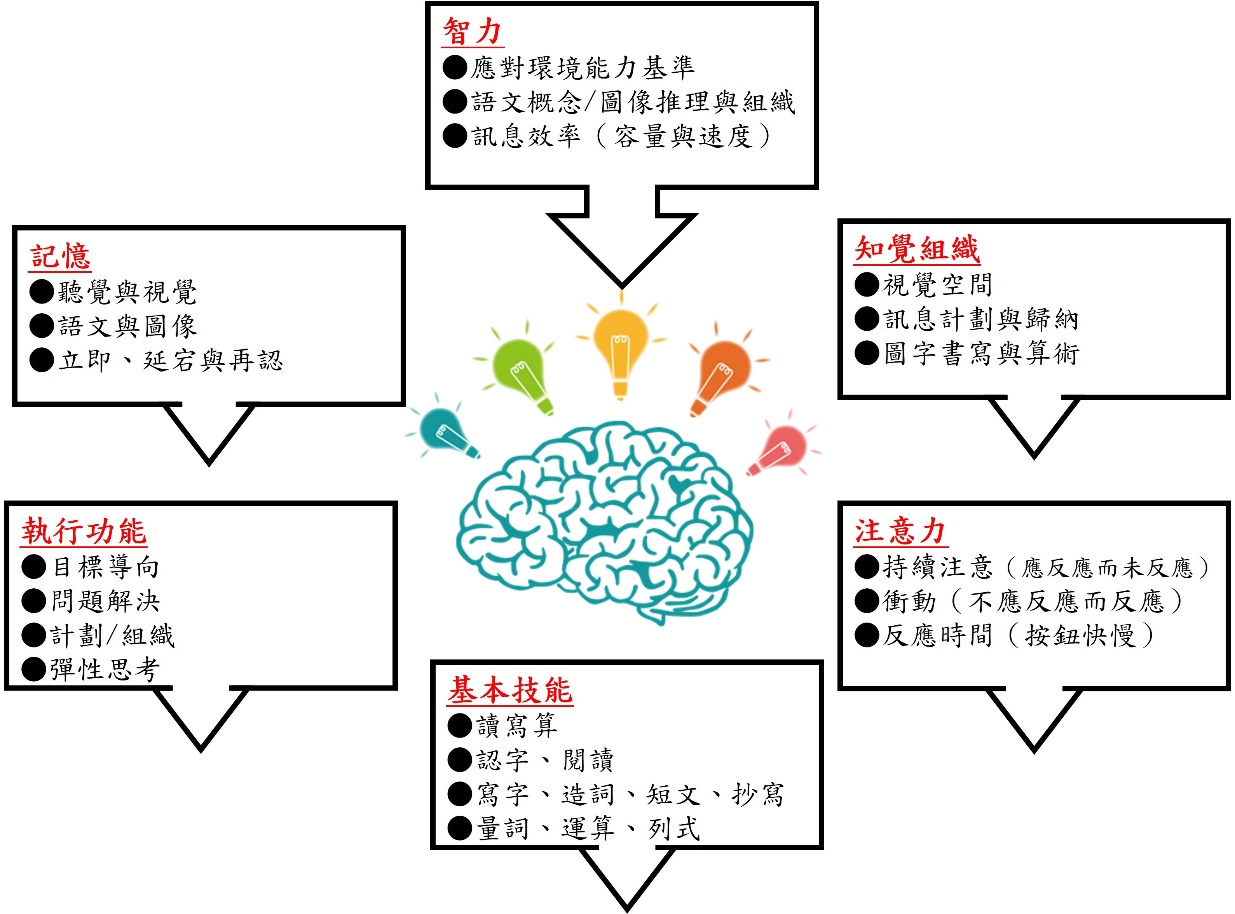 智力
●應對環境能力基準
●語文概念/圖像推理與組織
●訊息效率（容量與速度）
記憶
●聽覺與視覺
●語文與圖像
●立即、延宕與再認
知覺組織
●視覺空間
●訊息計劃與歸納
●圖字書寫與算術
執行功能
●目標導向
●問題解決
●計劃/組織
●彈性思考
注意力
●持續注意（應反應而未反應）
●衝動（不應反應而反應）
●反應時間（按鈕快慢）
基本技能
●讀寫算
●認字、閱讀
●寫字、造詞、短文、抄寫
●量詞、運算、列式